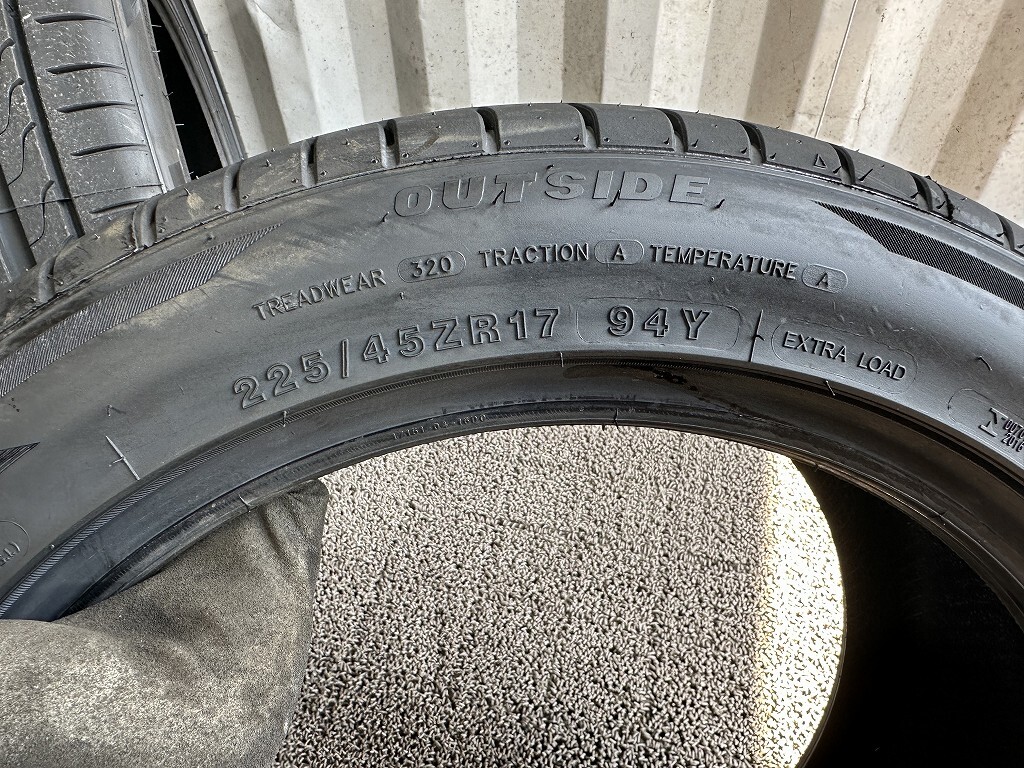 OUTSIDE
TREADWEAR 320 TRACTION A TEMPERATURE A
225/45ZR17 94Y EXTRA LOAD